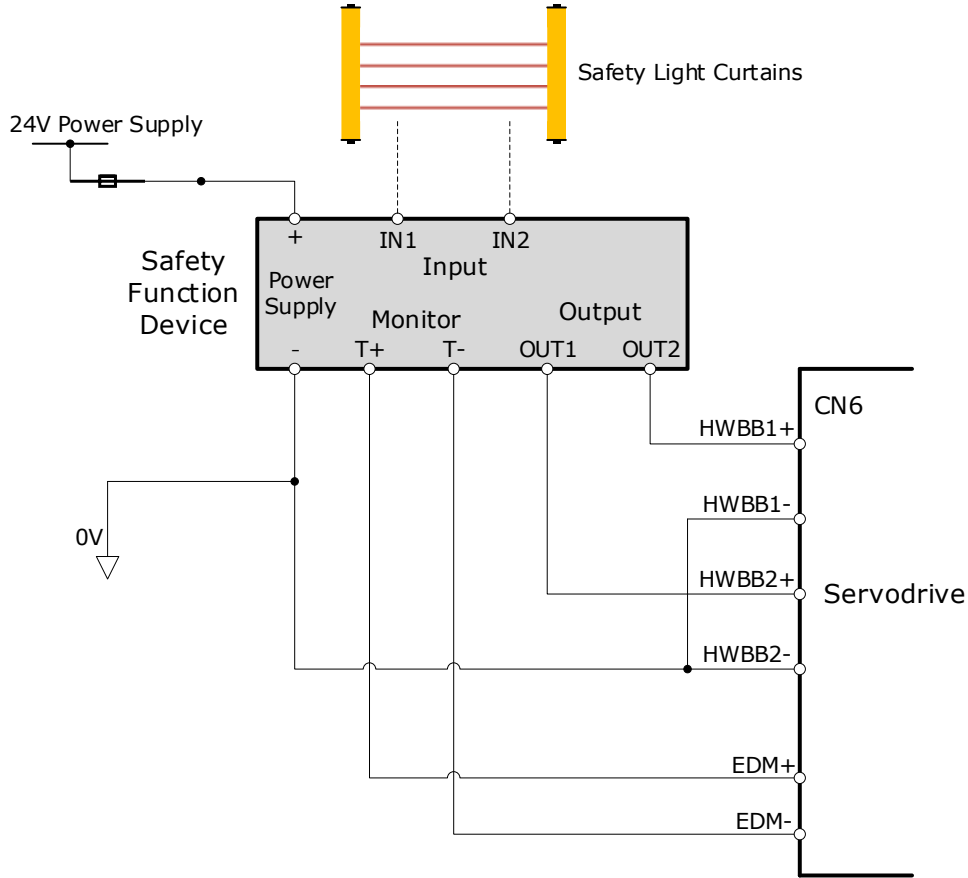 Safety Light Curtains
24V Power Supply
+
IN1
IN2
Input
Safety
Function
Device
Power
Supply
Monitor
Output
-
T+
T-
OUT1
OUT2
CN6
HWBB1+
HWBB1-
0V
HWBB2+
Servodrive
HWBB2-
EDM+
EDM-